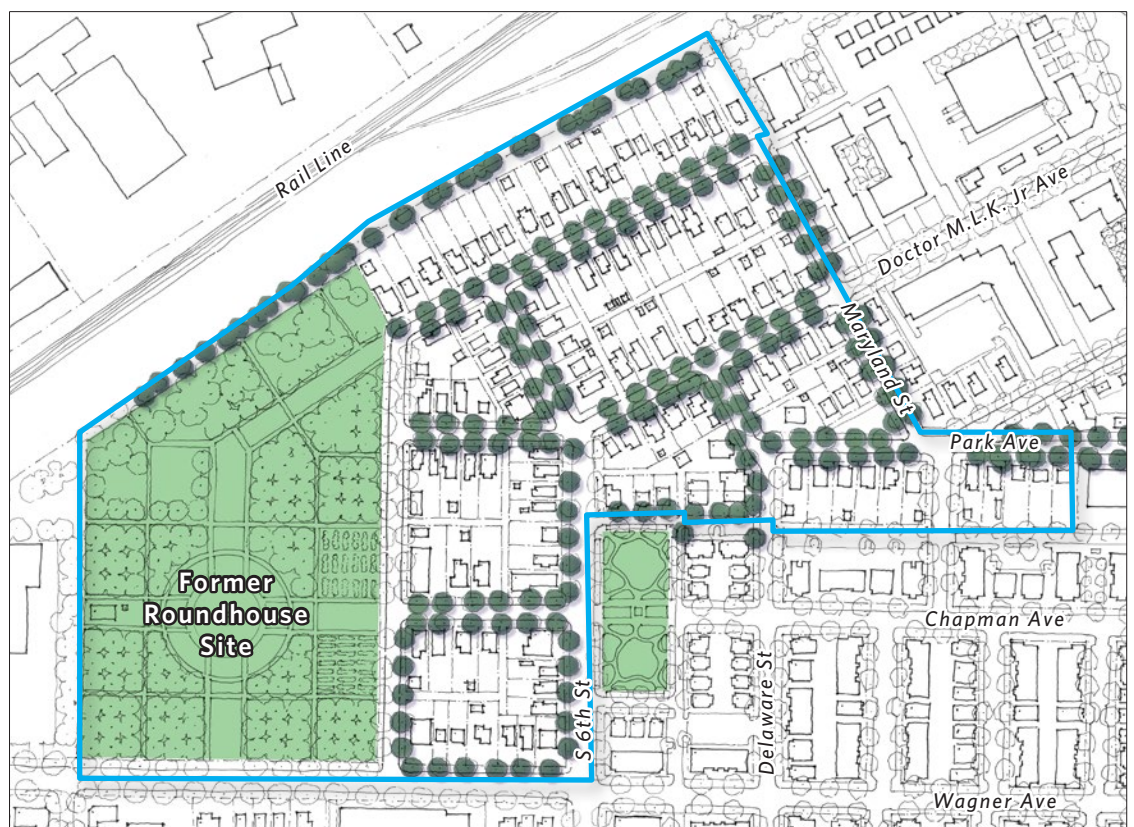 Rail Line
Doctor M.L.K. Jr Ave
Maryland St
Park Ave
Former
Roundhouse
Site
Chapman Ave
S 6th St
Delaware St
Wagner Ave